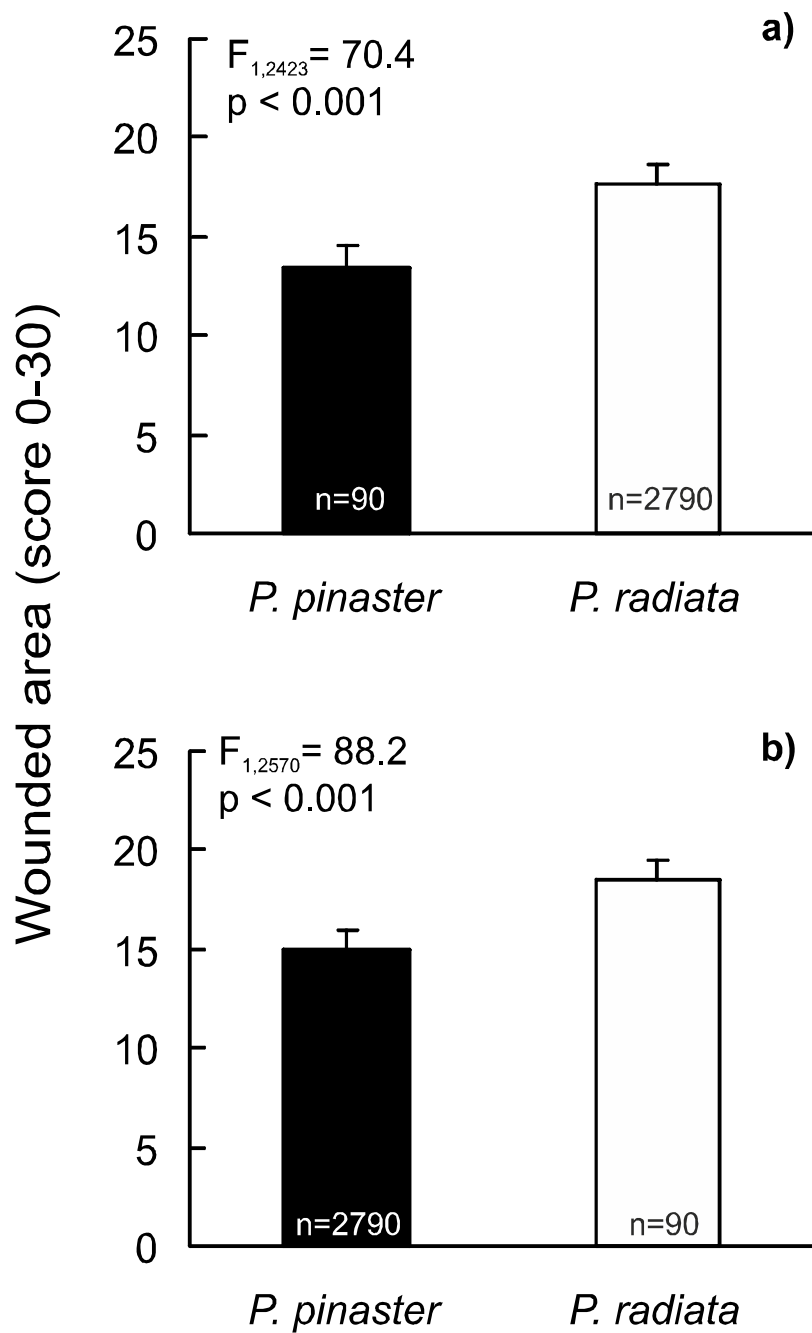 Wounded area (score 0-30)
a)
F1,2423= 70.4
p < 0.001
25
20
15
10
5
0
n=90
n=2790
P. pinaster
P. radiata
b)
F1,2570= 88.2
p < 0.001
25
20
15
10
5
0
n=2790
n=90
P. pinaster
P. radiata